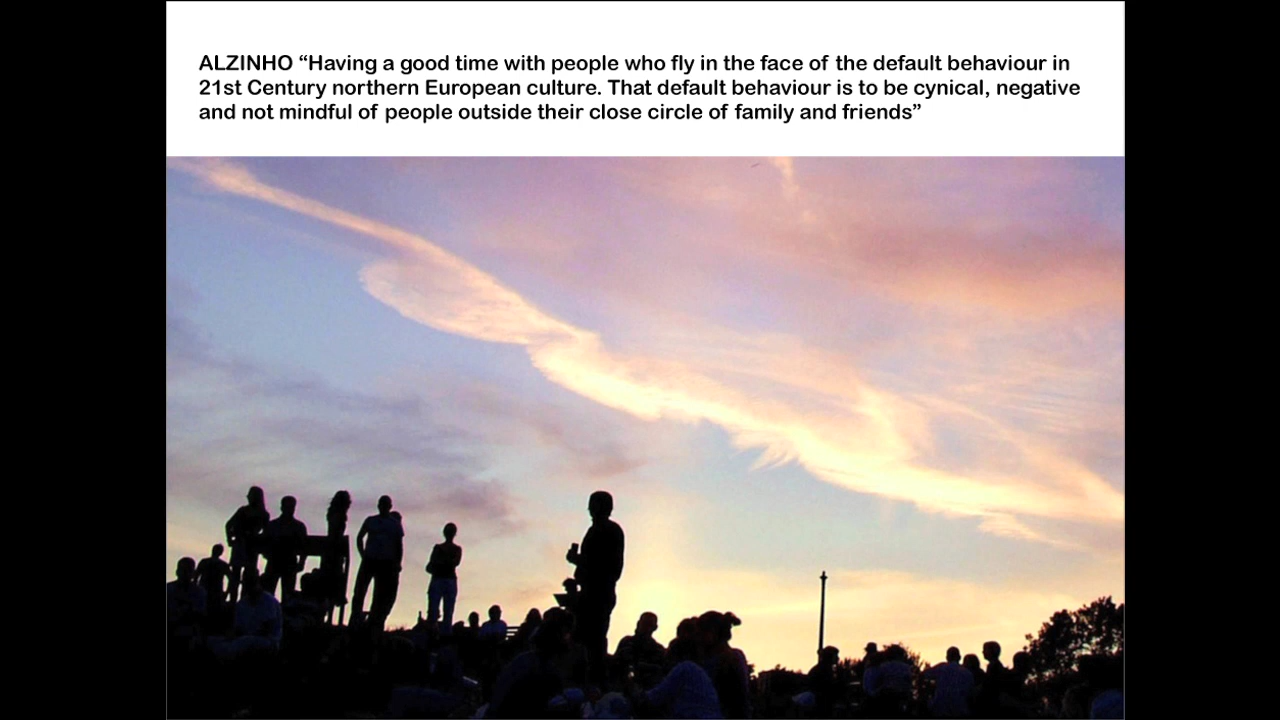 ALZINHO “Having a good time with people who fly in the face of the default behaviour in
21st Century northern European culture. That default behaviour is to be cynical, negative
and not mindful of people outside their close circle of family and friends”